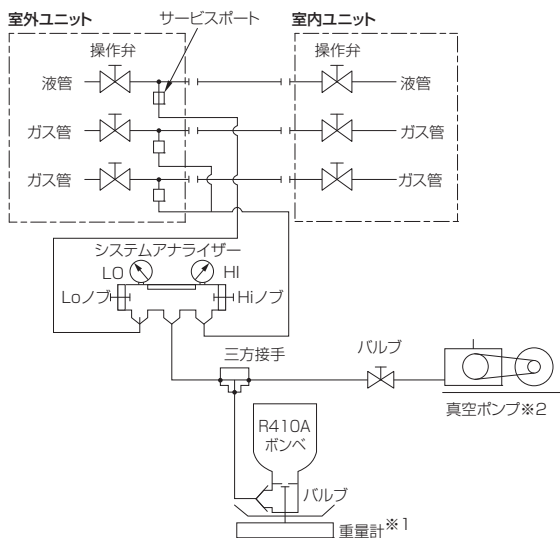 室外ユニット
サービスポート
室内ユニット
操作弁
操作弁
液管
液管
ガス管
ガス管
ガス管
ガス管
システムアナライザー
LO
HI
Loノブ
Hiノブ
三方接手
バルブ
真空ポンプ※2
R410A
ボンベ
バルブ
重量計※1